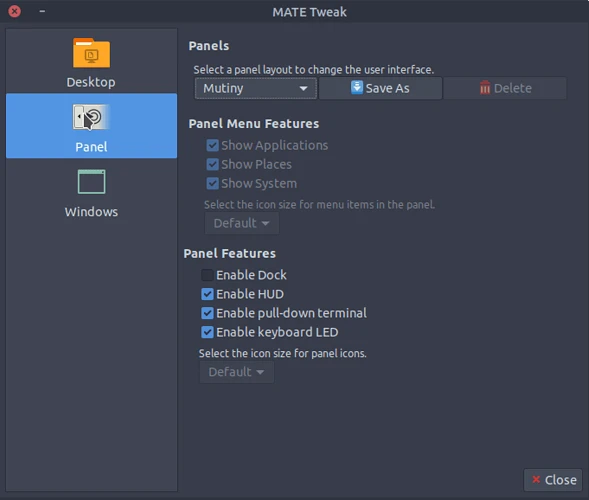 MATE Tweak
Desktop
Panel
Windows
Panels
Select a panel layout to change the user interface.
Mutiny
Save As
Delete
Panel Menu Features
Show Applications
Show Places
Show System
Select the icon size for menu items in the panel.
Default
Panel Features
Enable Dock
Enable HUD
Enable pull-down terminal
Enable keyboard LED
Select the icon size for panel icons.
Default
Close